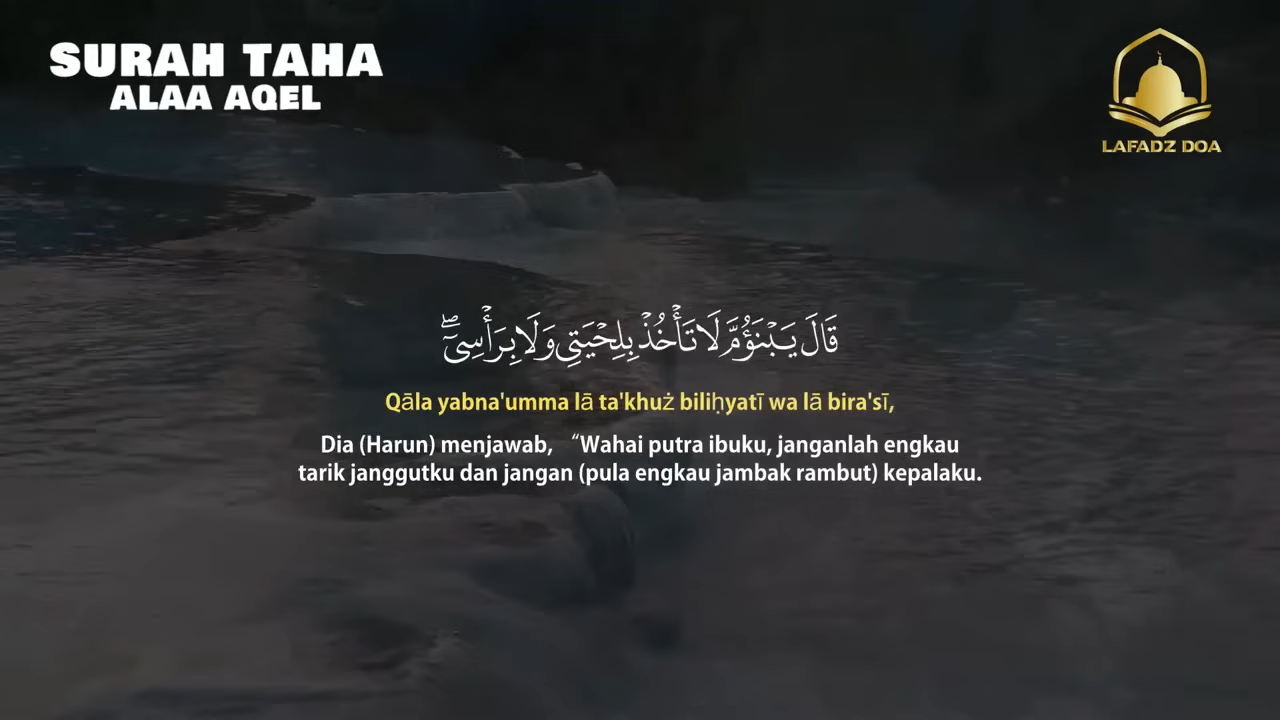 SURAH TAHA
ALAA AQEL
LAFADZ DOA
قَالَ يَبْنَؤُمَّ لَا تَأْخُذْ بِلِحْيَتِي وَلَا بِرَأْسِيٓ ۖ
Qāla yabna'umma lā ta'khuż biliḥyatī wa lā bira'sī,
Dia (Harun) menjawab, “Wahai putra ibuku, janganlah engkau
tarik janggutku dan jangan (pula engkau jambak rambut) kepalaku.